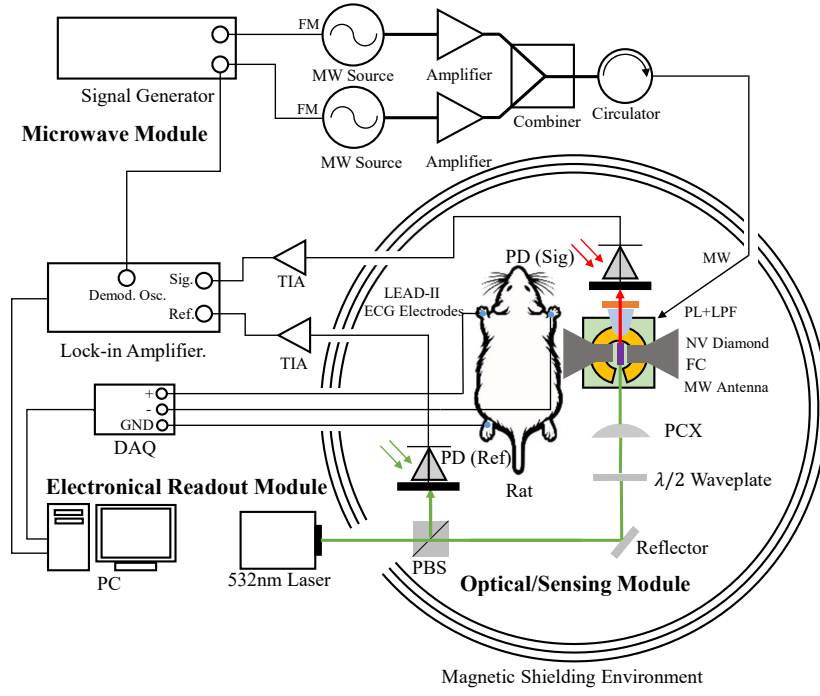 FM
MW Source
Amplifier
Signal Generator
FM
Combiner
Circulator
Microwave Module
MW Source
Amplifier
PD (Sig)
MW
Sig.
TIA
Demod. Osc.
LEAD-II
ECG Electrodes
PL+LPF
Ref.
NV Diamond
Lock-in Amplifier.
TIA
FC
MW Antenna
+
-
GND
DAQ
PCX
PD (Ref)
Electronical Readout Module
Rat
λ/2 Waveplate
Reflector
PC
532nm Laser
PBS
Optical/Sensing Module
Magnetic Shielding Environment